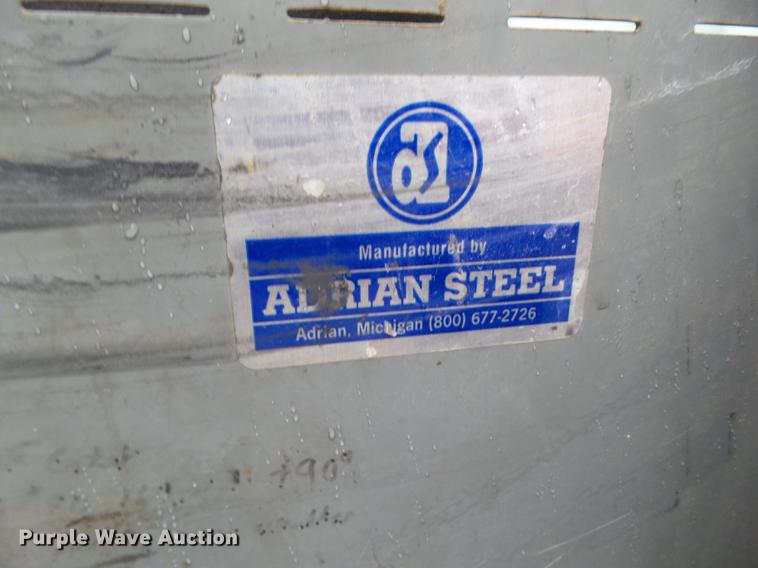 Manufactured by
ADRIAN STEEL
Adrian, Michigan (800) 677-2726
Purple Wave Auction